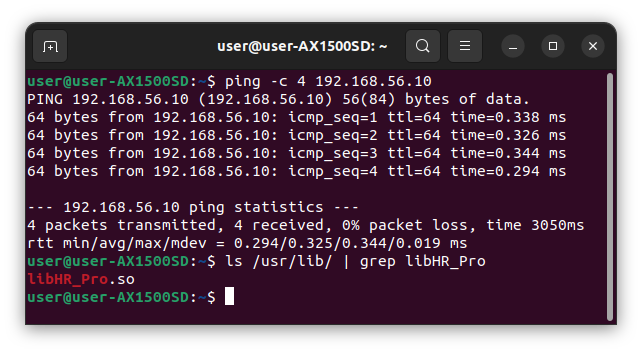 user@user-AX1500SD: ~
user@user-AX1500SD:~$ ping -c 4 192.168.56.10
PING 192.168.56.10 (192.168.56.10) 56(84) bytes of data.
64 bytes from 192.168.56.10: icmp_seq=1 ttl=64 time=0.338 ms
64 bytes from 192.168.56.10: icmp_seq=2 ttl=64 time=0.326 ms
64 bytes from 192.168.56.10: icmp_seq=3 ttl=64 time=0.344 ms
64 bytes from 192.168.56.10: icmp_seq=4 ttl=64 time=0.294 ms
--- 192.168.56.10 ping statistics ---
4 packets transmitted, 4 received, 0% packet loss, time 3050ms
rtt min/avg/max/mdev = 0.294/0.325/0.344/0.019 ms
user@user-AX1500SD:~$ ls /usr/lib/ | grep libHR_Pro
libHR_Pro.so
user@user-AX1500SD:~$